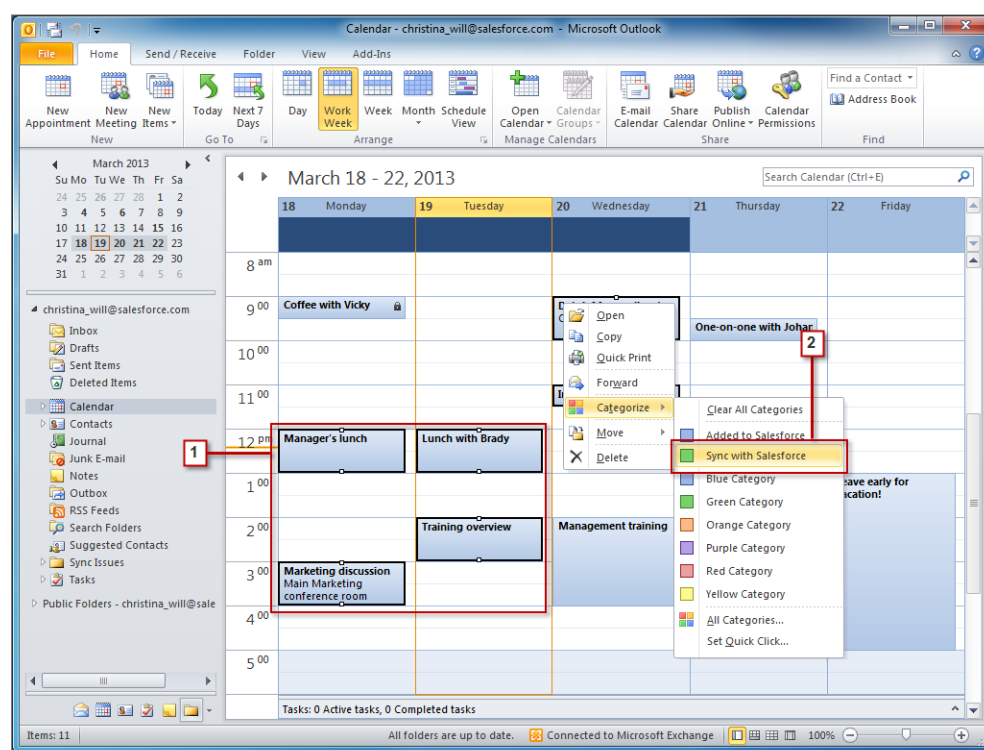 Calendar - christina_will@salesforce.com - Microsoft Outlook
File Home Send / Receive Folder View Add-Ins
New Appointment
New Meeting
New Items
Today
Next 7 Days
Day
Work Week
Week
Month
Schedule View
Open Calendar
Calendar Groups
E-mail Calendar
Share Calendar
Publish Online
Calendar Permissions
Find a Contact
Address Book
New
Go To
Arrange
Manage Calendars
Share
Find
March 2013
Su Mo Tu We Th Fr Sa
24 25 26 27 28 1 2
3 4 5 6 7 8 9
10 11 12 13 14 15 16
17 18 19 20 21 22 23
24 25 26 27 28 29 30
31 1 2 3 4 5 6
christina_will@salesforce.com
Inbox
Drafts
Sent Items
Deleted Items
Calendar
Contacts
Journal
Junk E-mail
Notes
Outbox
RSS Feeds
Search Folders
Suggested Contacts
Sync Issues
Tasks
Public Folders - christina_will@sale
March 18 - 22, 2013
Search Calendar (Ctrl+E)
18 Monday
19 Tuesday
20 Wednesday
21 Thursday
22 Friday
8 am
9 00
10 00
11 00
12 pm
1 00
2 00
3 00
4 00
5 00
Coffee with Vicky
One-on-one with Johan
Manager's lunch
Lunch with Brady
Training overview
Management training
Marketing discussion
Main Marketing
conference room
early for
1
2
Open
Copy
Quick Print
Forward
Categorize
Move
Delete
Clear All Categories
Added to Salesforce
Sync with Salesforce
Blue Category
Green Category
Orange Category
Purple Category
Red Category
Yellow Category
All Categories...
Set Quick Click...
Tasks: 0 Active tasks, 0 Completed tasks
Items: 11
All folders are up to date.
Connected to Microsoft Exchange
100%